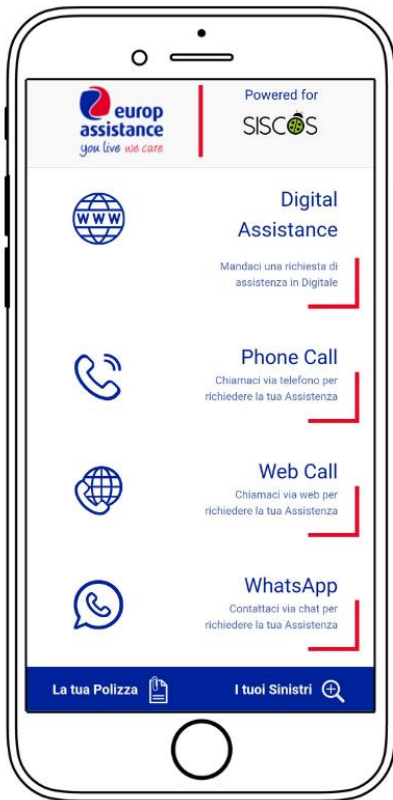 europ
assistance
you live we care
Powered for
SISCOS
WWW
Digital
Assistance
Mandaci una richiesta di
assistenza in Digitale
Phone Call
Chiamaci via telefono per
richiedere la tua Assistenza
Web Call
Chiamaci via web per
richiedere la tua Assistenza
WhatsApp
Contattaci via chat per
richiedere la tua Assistenza
La tua Polizza
I tuoi Sinistri